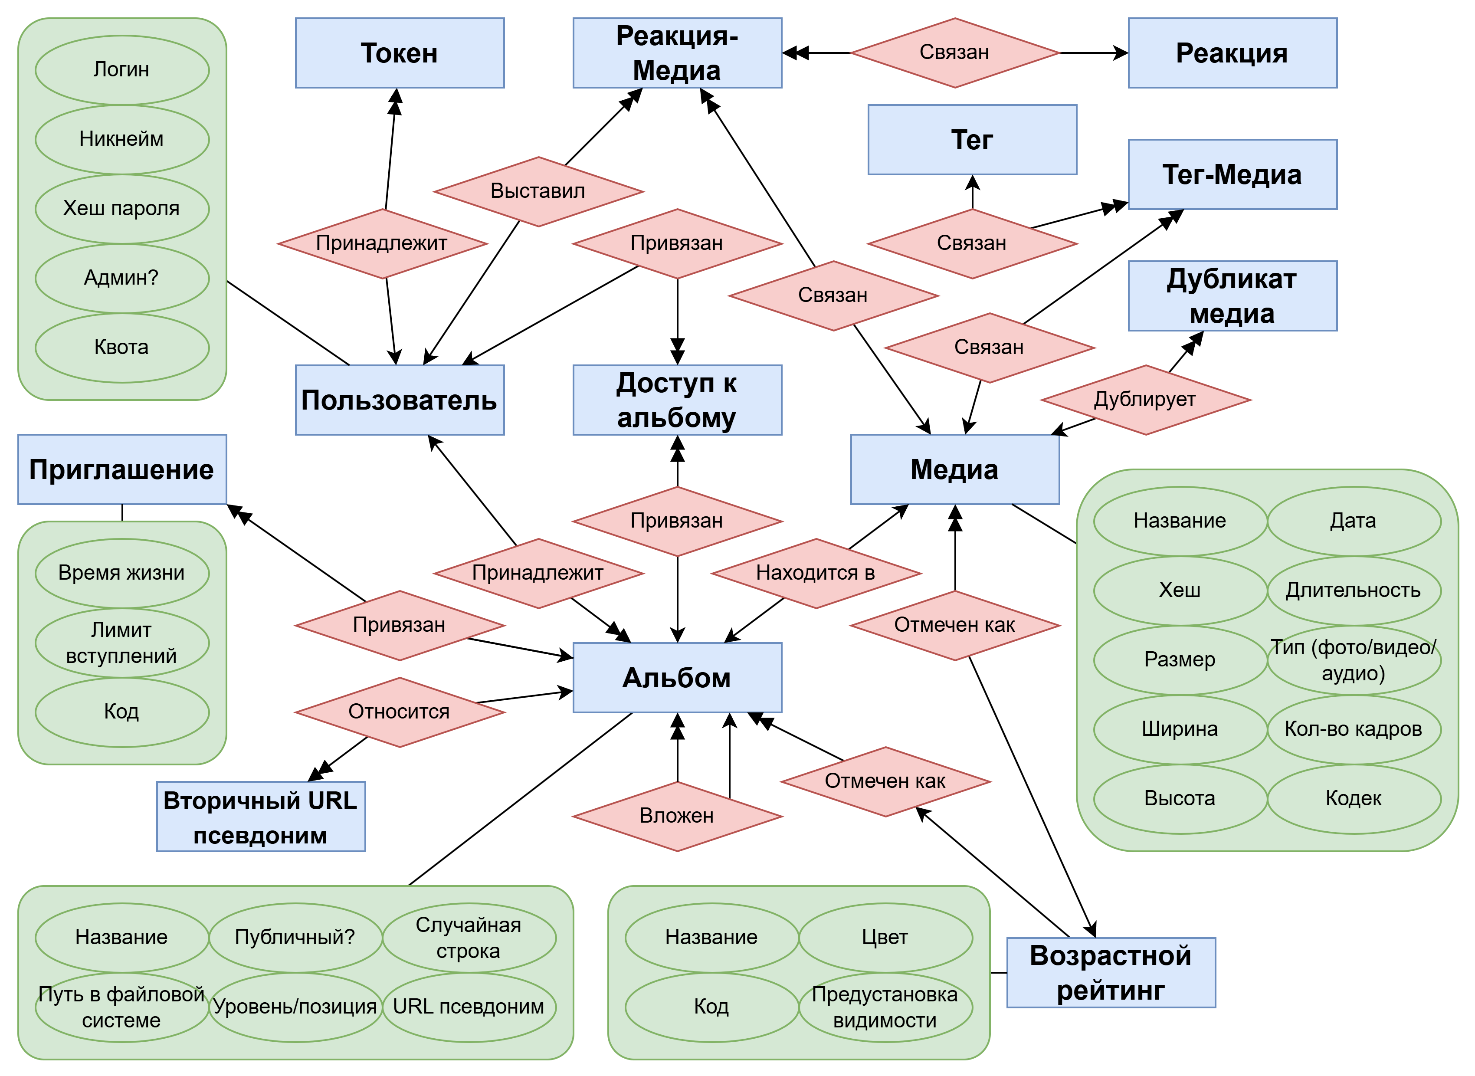 Логин
Никнейм
Хеш пароля
Админ?
Квота
Токен
Реакция-
Медиа
Связан
Реакция
Тег
Тег-Медиа
Выставил
Принадлежит
Привязан
Связан
Связан
Связан
Дубликат
медиа
Дублирует
Пользователь
Доступ к
альбому
Медиа
Приглашение
Время жизни
Лимит
вступлений
Код
Привязан
Принадлежит
Привязан
Находится в
Отмечен как
Название
Дата
Хеш
Длительность
Размер
Тип (фото/видео/
аудио)
Ширина
Кол-во кадров
Высота
Кодек
Альбом
Относится
Вторичный URL
псевдоним
Вложен
Отмечен как
Название
Публичный?
Случайная
строка
Путь в файловой
системе
Уровень/позиция
URL псевдоним
Название
Цвет
Код
Предустановка
видимости
Возрастной
рейтинг